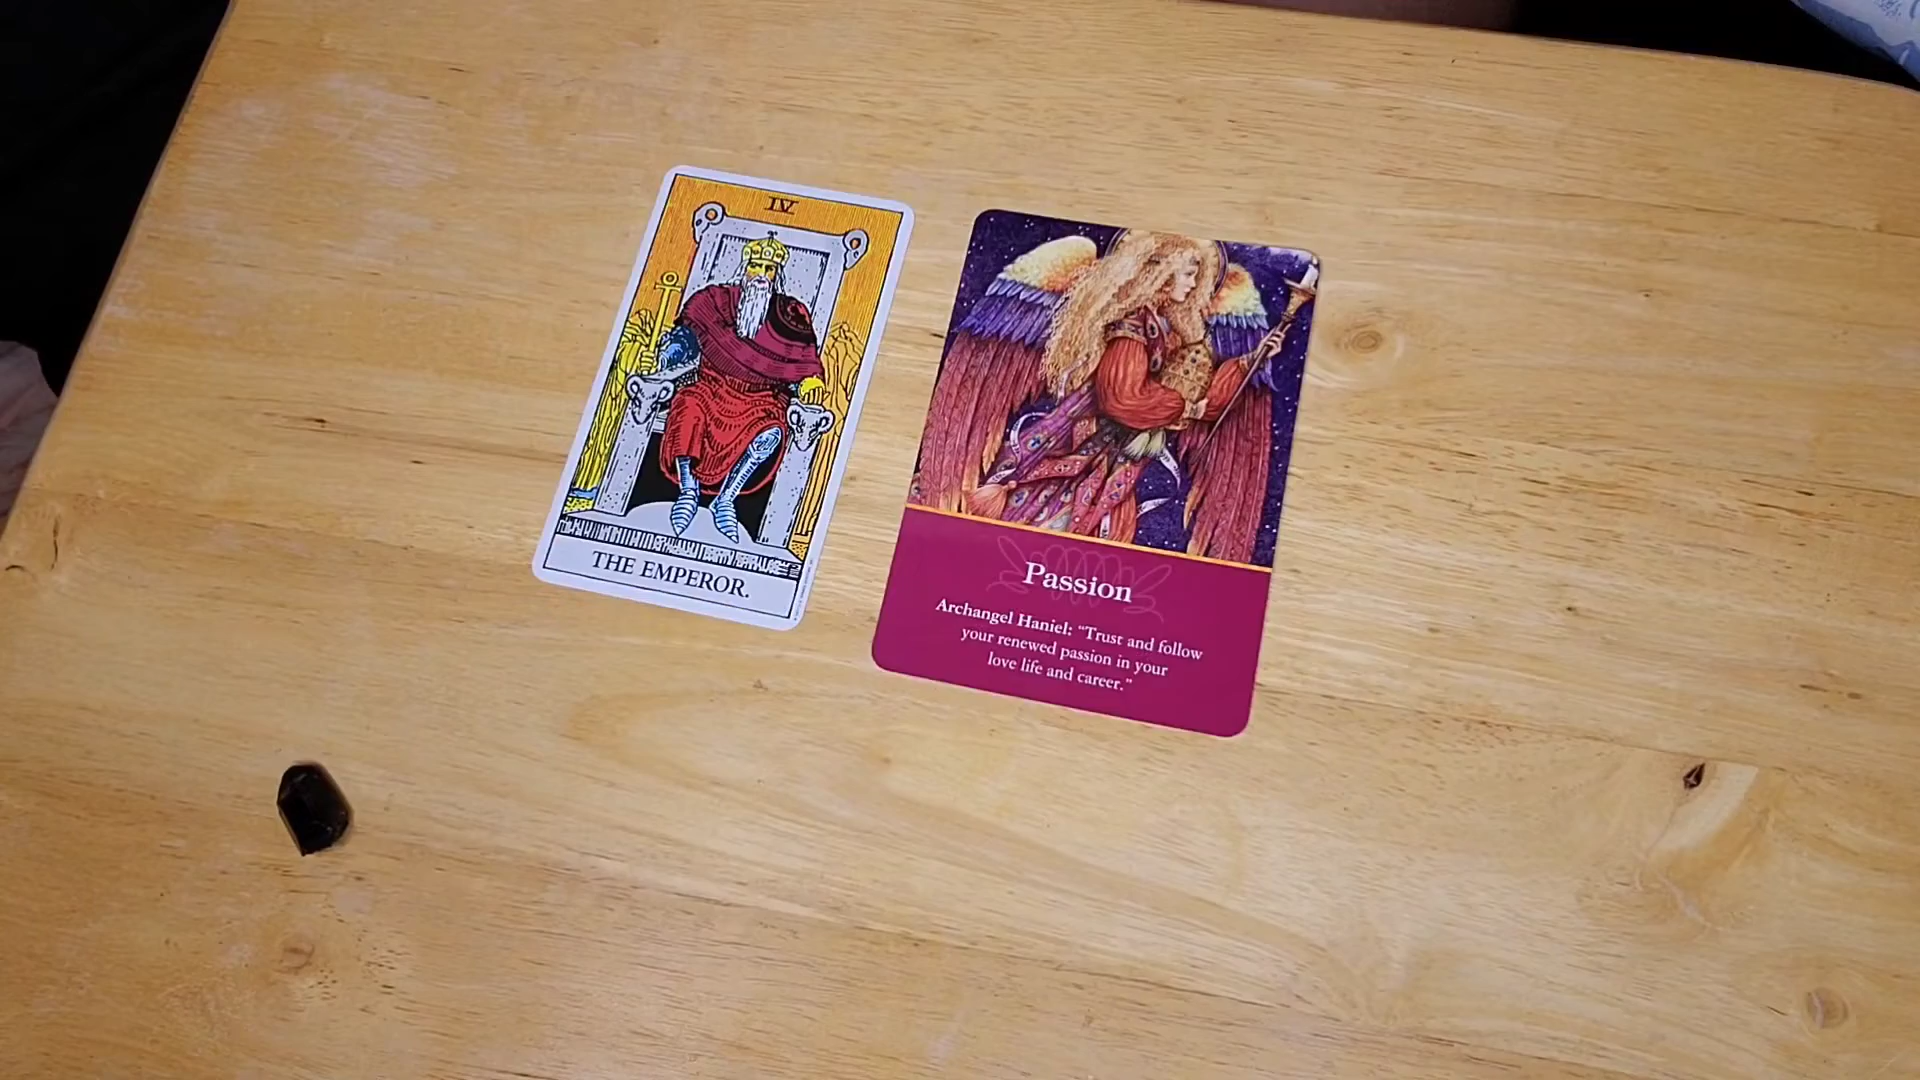 IV
THE EMPEROR.
Passion
Archangel Haniel: "Trust and follow
your renewed passion in your
love life and career."